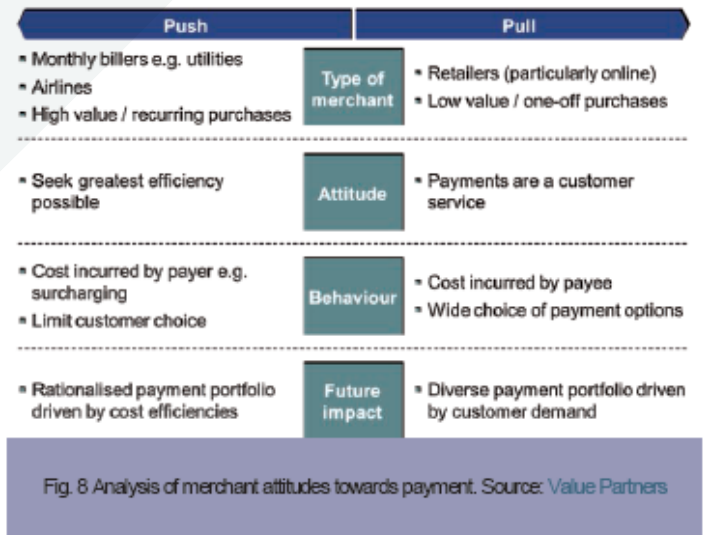 Push
Pull
▪ Monthly billers e.g. utilities
▪ Airlines
▪ High value / recurring purchases
Type of
merchant
▪ Retailers (particularly online)
▪ Low value / one-off purchases
▪ Seek greatest efficiency
possible
Attitude
▪ Payments are a customer
service
▪ Cost incurred by payer e.g.
surcharging
▪ Limit customer choice
Behaviour
▪ Cost incurred by payee
▪ Wide choice of payment options
▪ Rationalised payment portfolio
driven by cost efficiencies
Future
impact
▪ Diverse payment portfolio driven
by customer demand
Fig. 8 Analysis of merchant attitudes towards payment. Source: Value Partners